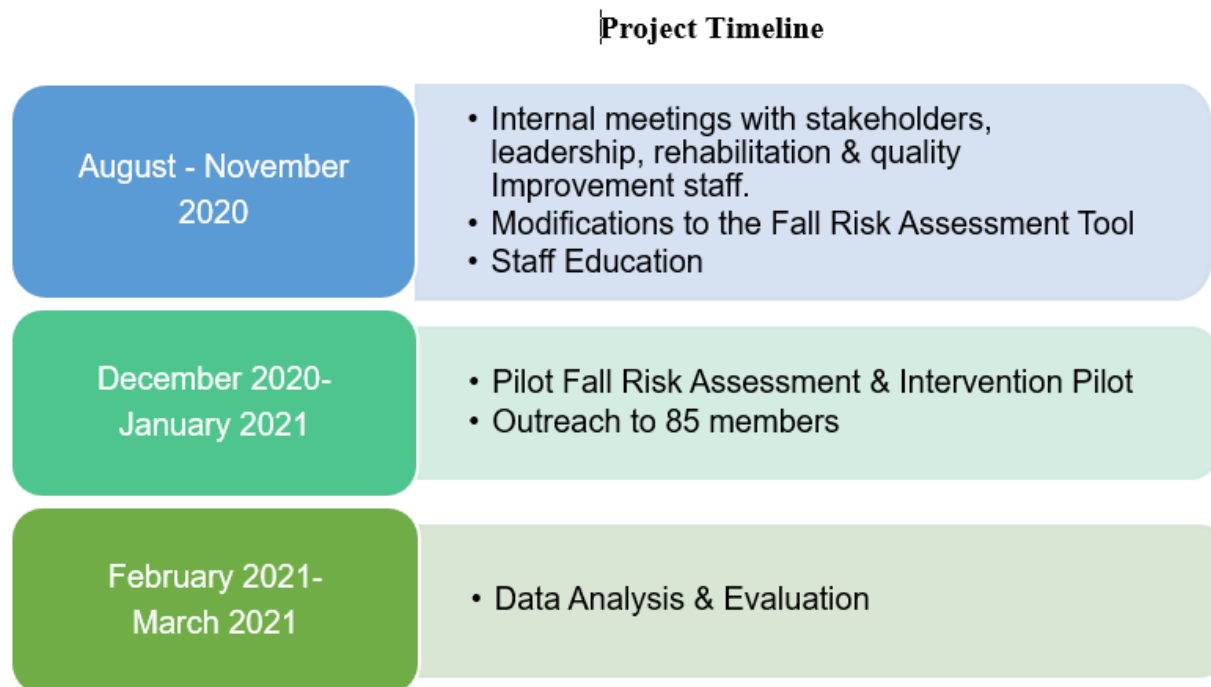 Project Timeline
August - November
2020
• Internal meetings with stakeholders,
leadership, rehabilitation & quality
Improvement staff.
• Modifications to the Fall Risk Assessment Tool
• Staff Education
December 2020-
January 2021
• Pilot Fall Risk Assessment & Intervention Pilot
• Outreach to 85 members
February 2021-
March 2021
• Data Analysis & Evaluation